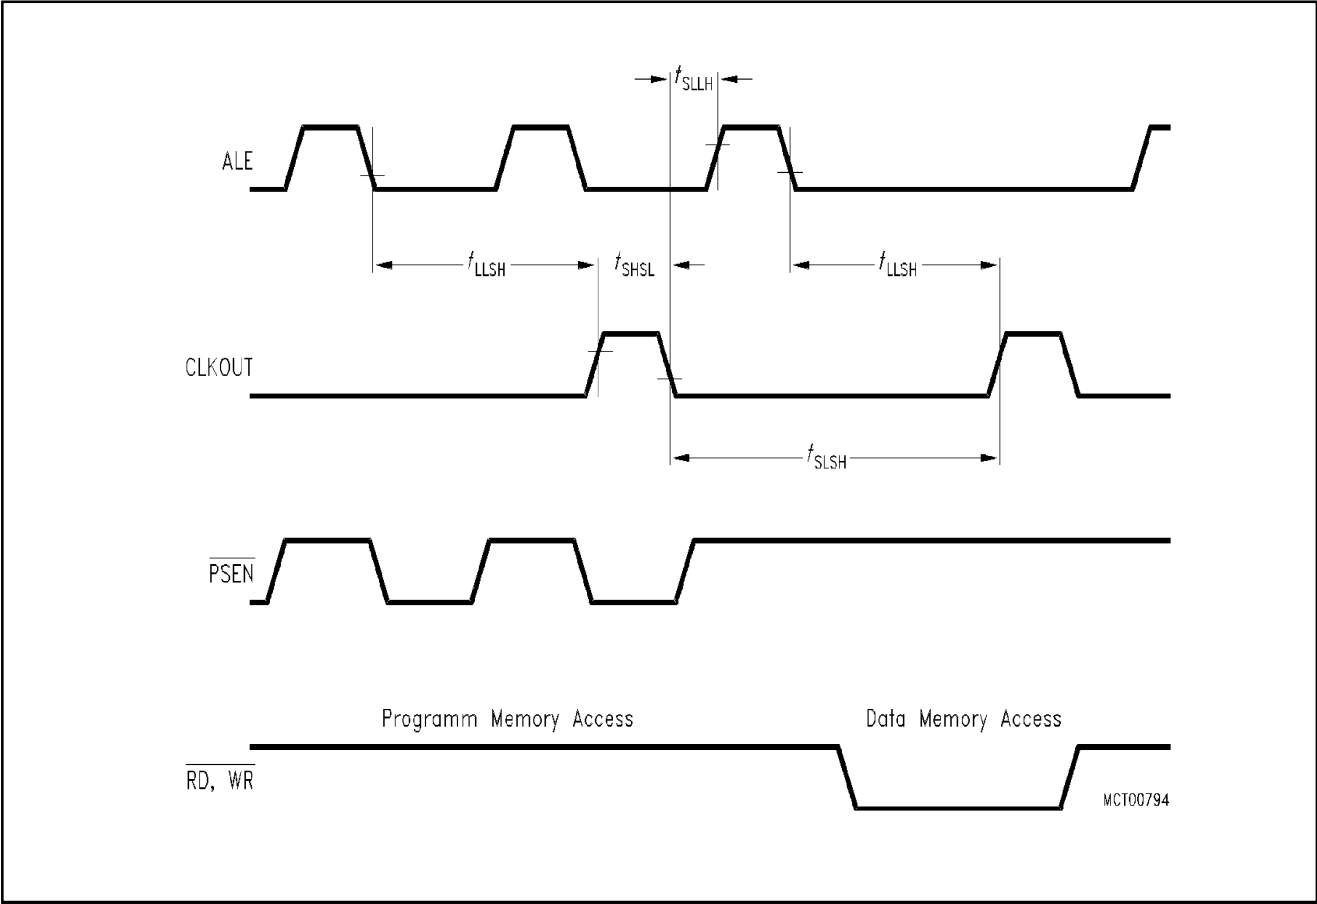 tSLLH
ALE
tLLSH
tSHSL
tLLSH
CLKOUT
tSLSH
PSEN
Programm Memory Access
Data Memory Access
RD, WR
MCT00794